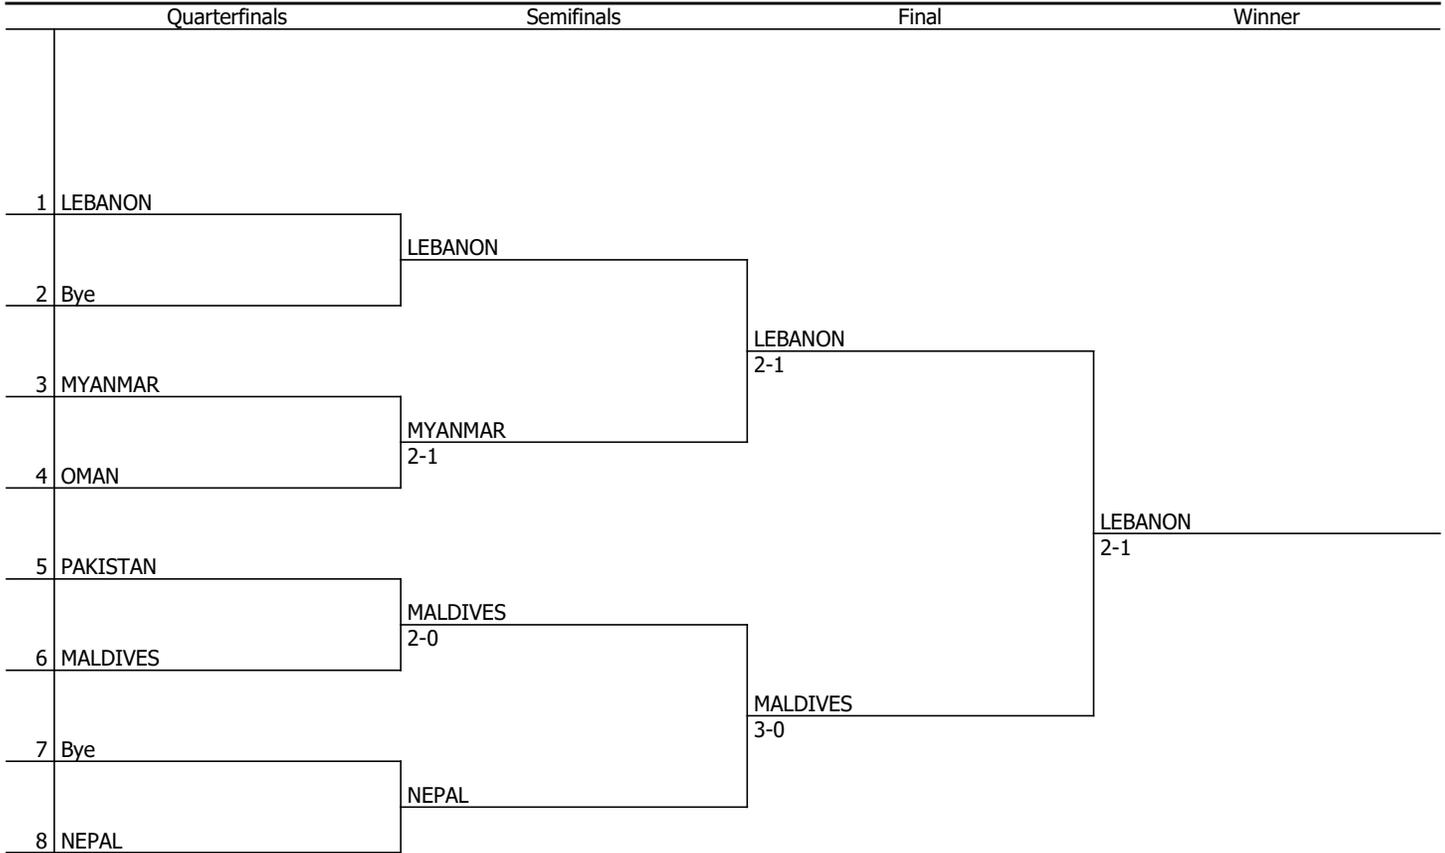 Quarterfinals Semifinals Final Winner
1 LEBANON
LEBANON
2 Bye
LEBANON
2-1
3 MYANMAR
MYANMAR
2-1
4 OMAN
LEBANON
2-1
5 PAKISTAN
MALDIVES
2-0
6 MALDIVES
MALDIVES
3-0
7 Bye
NEPAL
8 NEPAL